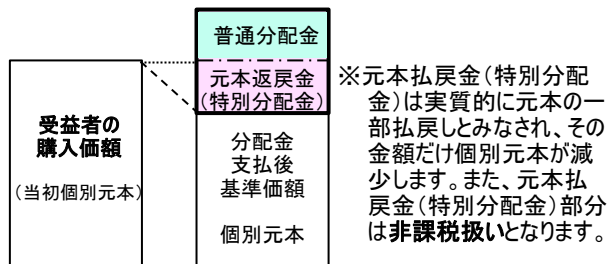 普通分配金
元本返戻金
(特別分配金)
受益者の
購入価額
(当初個別元本)
分配金
支払後
基準価額
個別元本
※元本払戻金(特別分配
金)は実質的に元本の一
部払戻しとみなされ、その
金額だけ個別元本が減
少します。また、元本払
戻金(特別分配金)部分
は非課税扱いとなります。